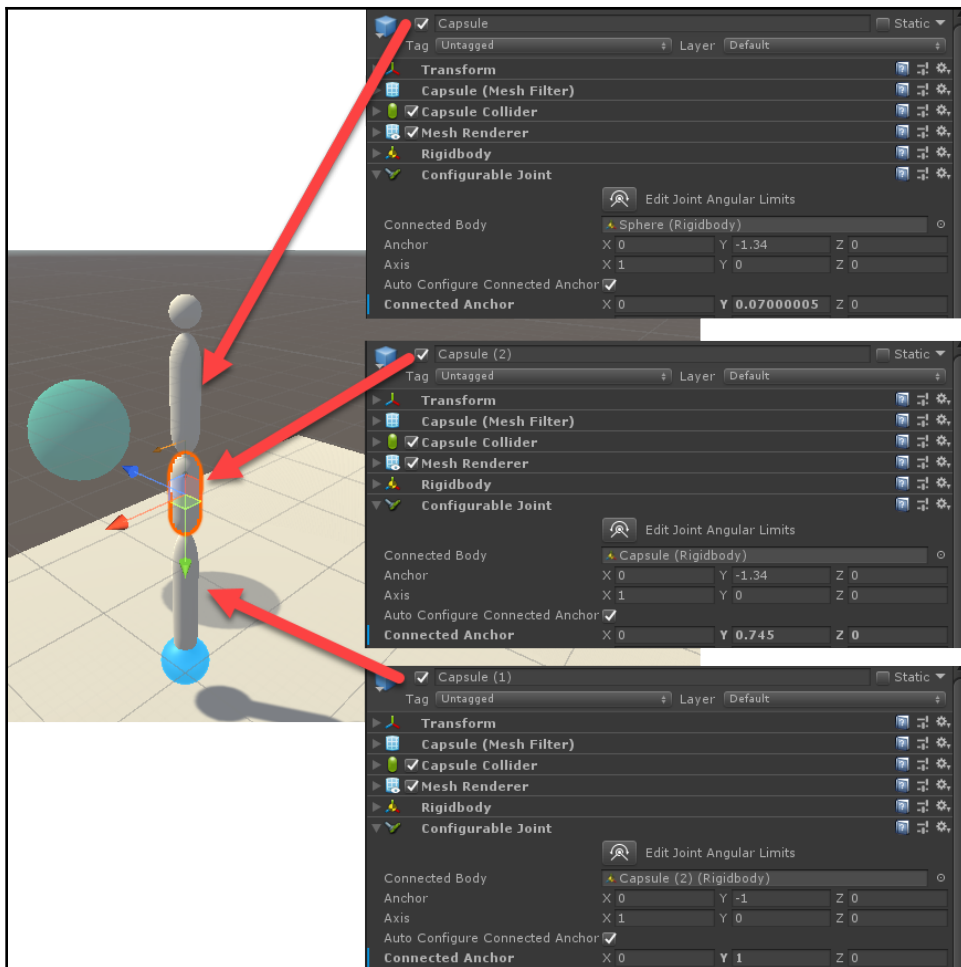 Capsule Static
Tag Untagged Layer Default
Transform
Capsule (Mesh Filter)
Capsule Collider
Mesh Renderer
Rigidbody
Configurable Joint
Edit Joint Angular Limits
Connected Body Sphere (Rigidbody)
Anchor X 0 Y -1.34 Z 0
Axis X 1 Y 0 Z 0
Auto Configure Connected Anchor
Connected Anchor X 0 Y 0.07000005 Z 0
Capsule (2) Static
Tag Untagged Layer Default
Transform
Capsule (Mesh Filter)
Capsule Collider
Mesh Renderer
Rigidbody
Configurable Joint
Edit Joint Angular Limits
Connected Body Capsule (Rigidbody)
Anchor X 0 Y -1.34 Z 0
Axis X 1 Y 0 Z 0
Auto Configure Connected Anchor
Connected Anchor X 0 Y 0.745 Z 0
Capsule (1) Static
Tag Untagged Layer Default
Transform
Capsule (Mesh Filter)
Capsule Collider
Mesh Renderer
Rigidbody
Configurable Joint
Edit Joint Angular Limits
Connected Body Capsule (2) (Rigidbody)
Anchor X 0 Y -1 Z 0
Axis X 1 Y 0 Z 0
Auto Configure Connected Anchor
Connected Anchor X 0 Y 1 Z 0